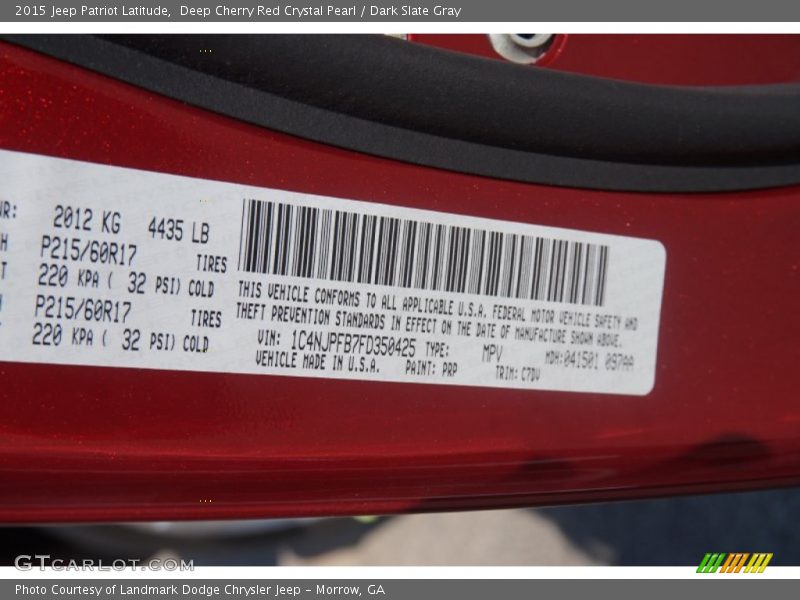 2015 Jeep Patriot Latitude, Deep Cherry Red Crystal Pearl / Dark Slate Gray
2012 KG 4435 LB
P215/60R17 TIRES
220 KPA ( 32 PSI) COLD
P215/60R17 TIRES
220 KPA ( 32 PSI) COLD
THIS VEHICLE CONFORMS TO ALL APPLICABLE U.S.A. FEDERAL MOTOR VEHICLE SAFETY AND
THEFT PREVENTION STANDARDS IN EFFECT ON THE DATE OF MANUFACTURE SHOWN ABOVE.
VIN: 1C4NJPFB7FD350425 TYPE: MPV MDH:041501 097AA
VEHICLE MADE IN U.S.A. PAINT: PRP TRIM: C7DV
GTCARLOT.COM
Photo Courtesy of Landmark Dodge Chrysler Jeep - Morrow, GA